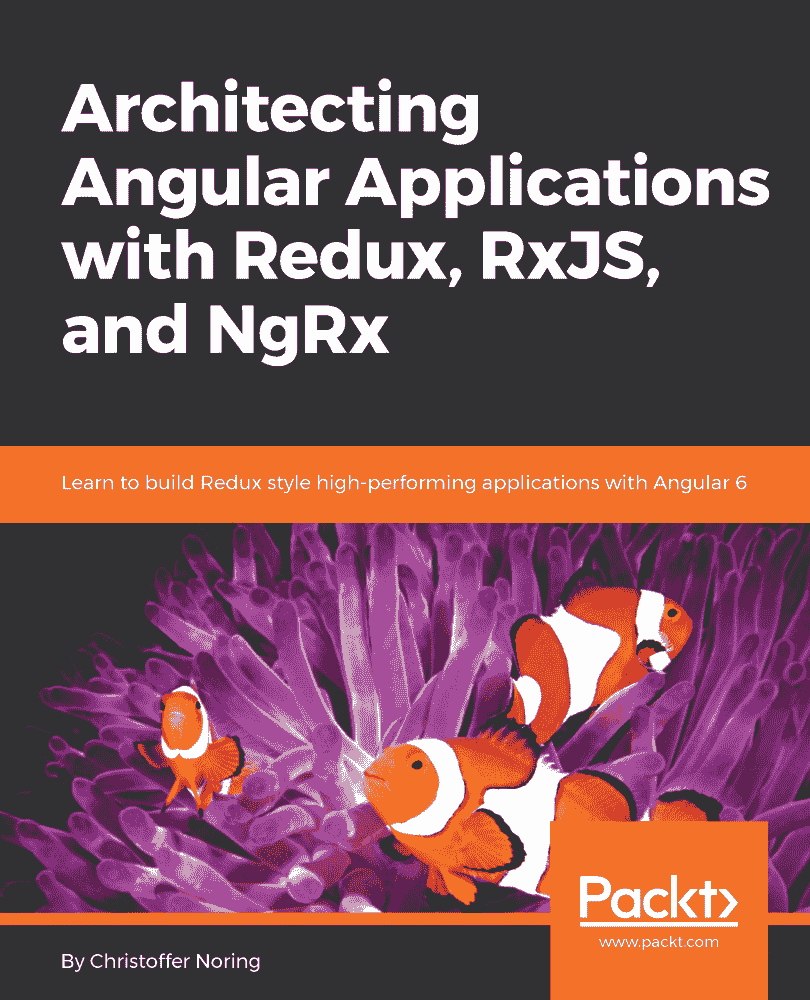 Architecting
Angular Applications
with Redux, RxJS,
and NgRx
Learn to build Redux style high-performing applications with Angular 6
Packt>
www.packt.com
By Christoffer Noring